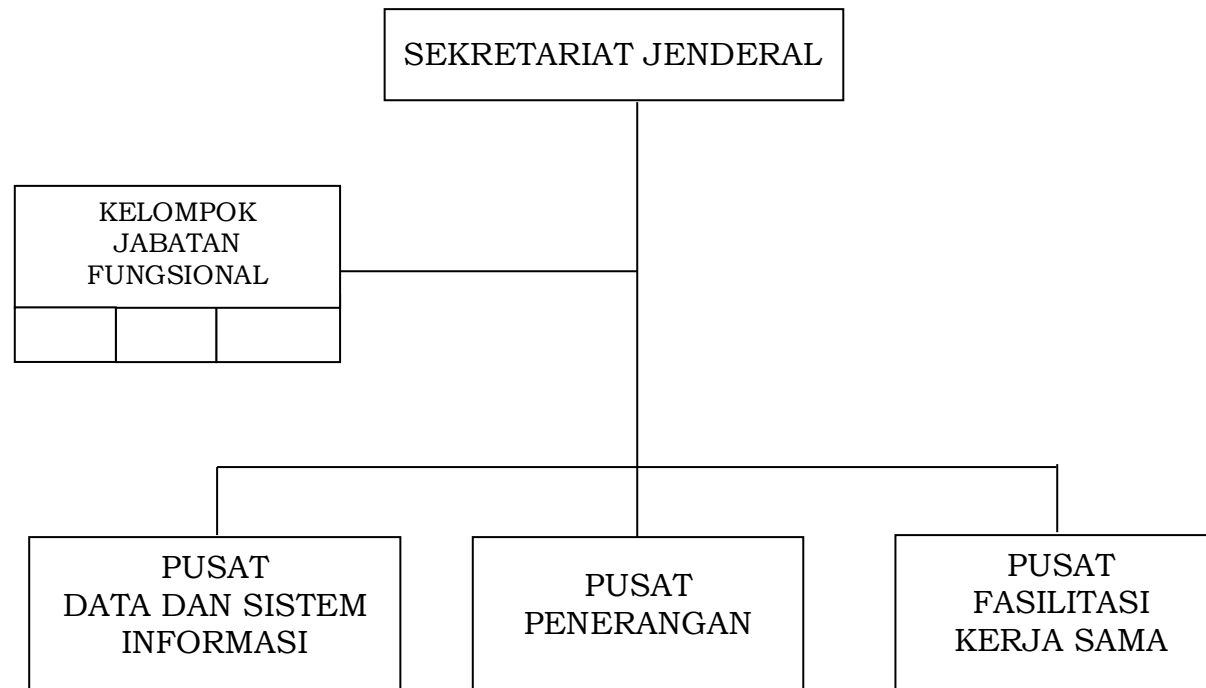 SEKRETARIAT JENDERAL
KELOMPOK
JABATAN
FUNGSIONAL
PUSAT
DATA DAN SISTEM
INFORMASI
PUSAT
PENERANGAN
PUSAT
FASILITASI
KERJA SAMA